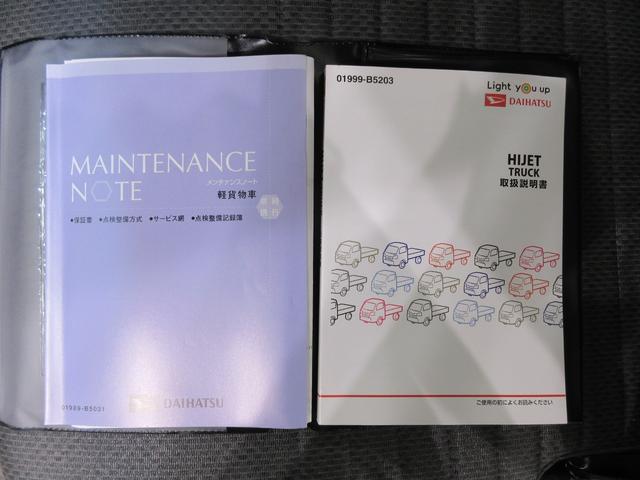 MAINTENANCE
NOTE
メンテナンスノート
軽貨物車
●保証書 ●点検整備方式 ●サービス網 ●点検整備記録簿
01999-B5031
DAIHATSU
01999-B5203
Light you up
DAIHATSU
HIJET
TRUCK
取扱説明書
ご使用の前によくお読みください